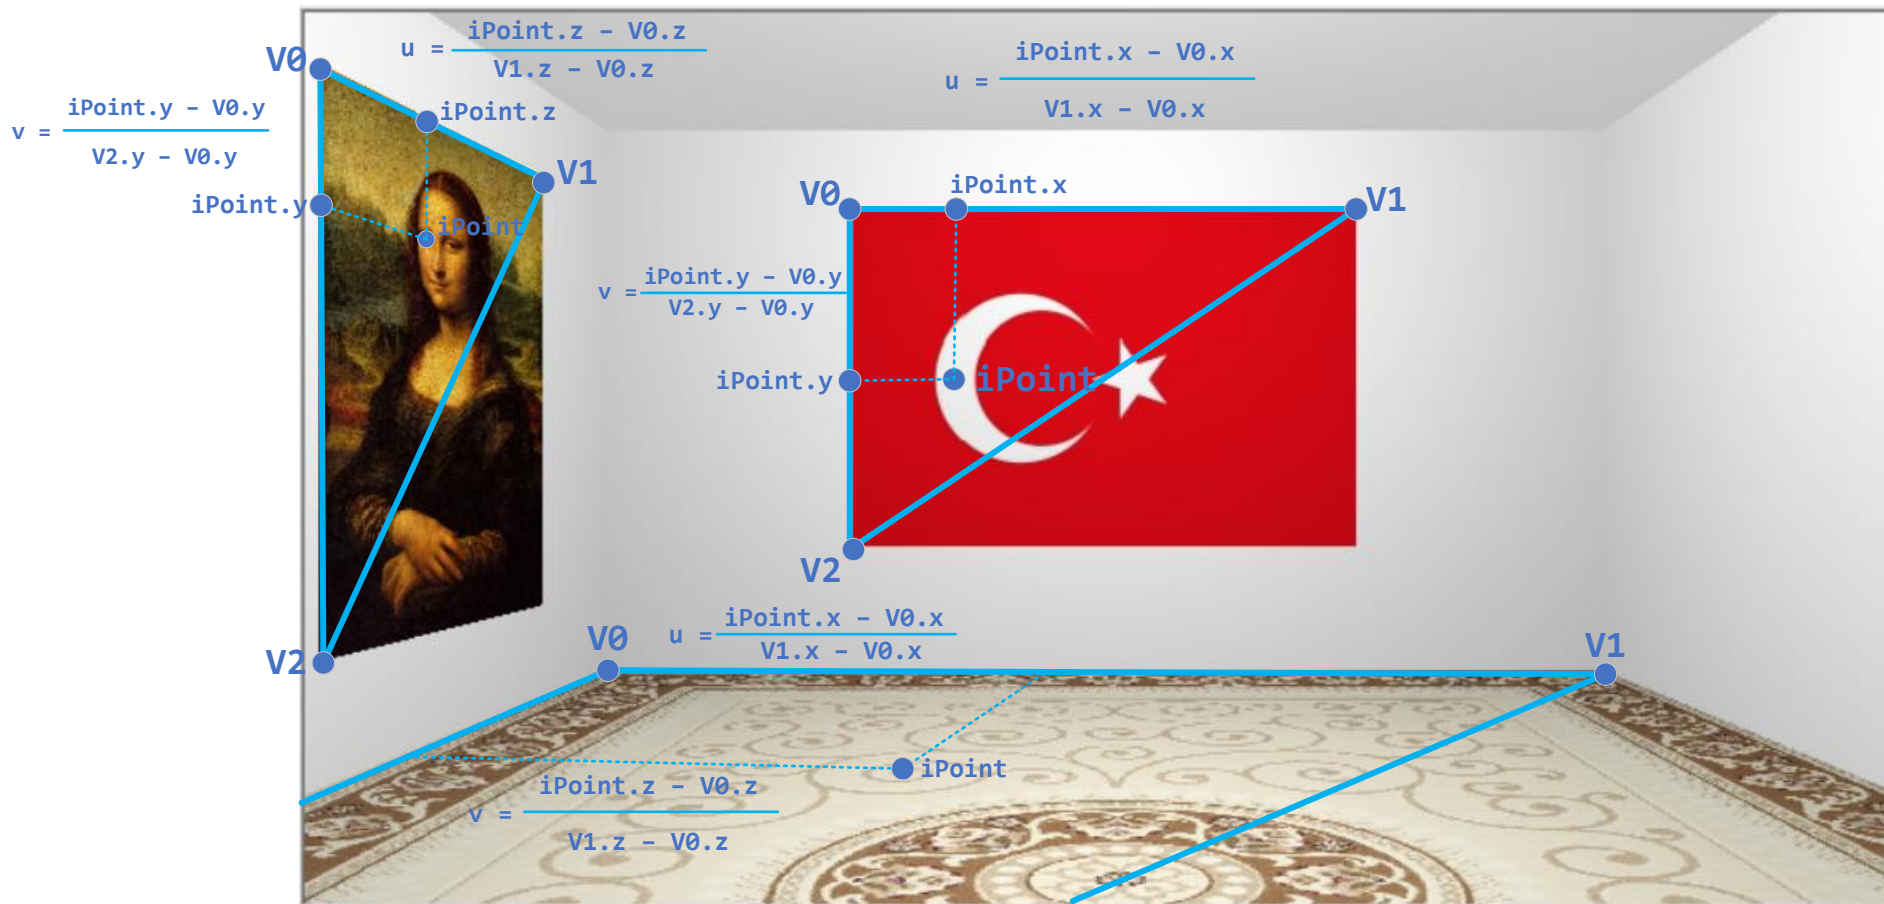 V0
u = iPoint.z – V0.z
V1.z – V0.z
iPoint.z
v = iPoint.y – V0.y
V2.y – V0.y
V1
iPoint.y
iPoint
V2
u = iPoint.x – V0.x
V1.x – V0.x
V0
iPoint.x
V1
v = iPoint.y – V0.y
V2.y – V0.y
iPoint.y
iPoint
V2
V0
u = iPoint.x – V0.x
V1.x – V0.x
V1
iPoint
v = iPoint.z – V0.z
V1.z – V0.z